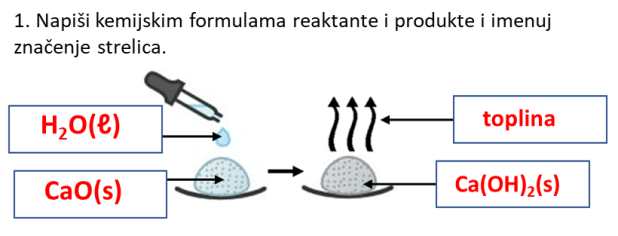 1. Napiši kemijskim formulama reaktante i produkte i imenuj
značenje strelica.
H₂O(ℓ)
toplina
CaO(s)
Ca(OH)₂(s)